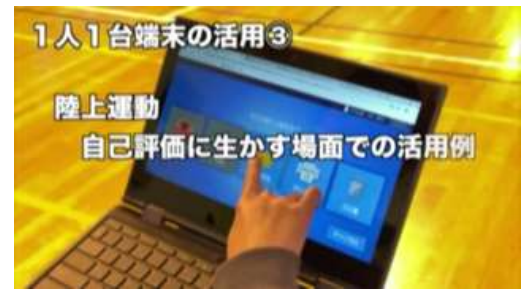 1人1台端末の活用③
陸上運動
自己評価に生かす場面での活用例